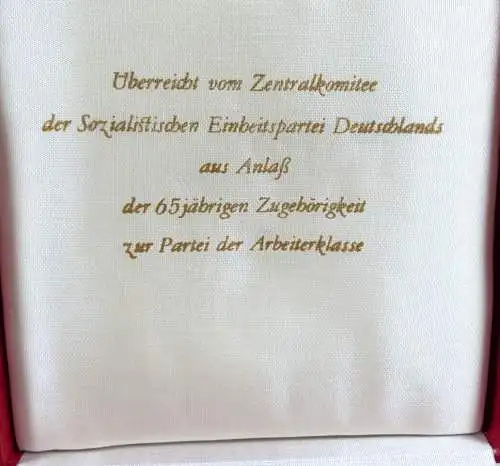 Überreicht vom Zentralkomitee
der Sozialistischen Einheitspartei Deutschlands
aus Anlaß
der 65jährigen Zugehörigkeit
zur Partei der Arbeiterklasse